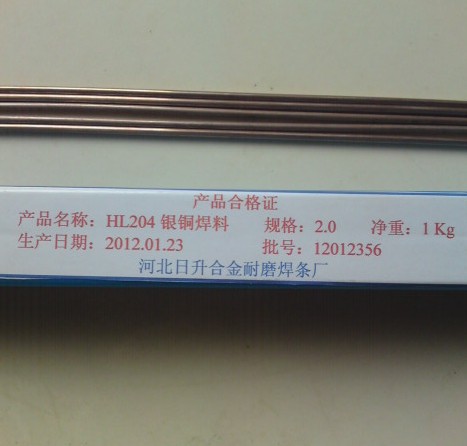 产品合格证
产品名称：HL204 银铜焊料 规格：2.0 净重：1 Kg
生产日期：2012.01.23 批号：12012356
河北日升合金耐磨焊条厂